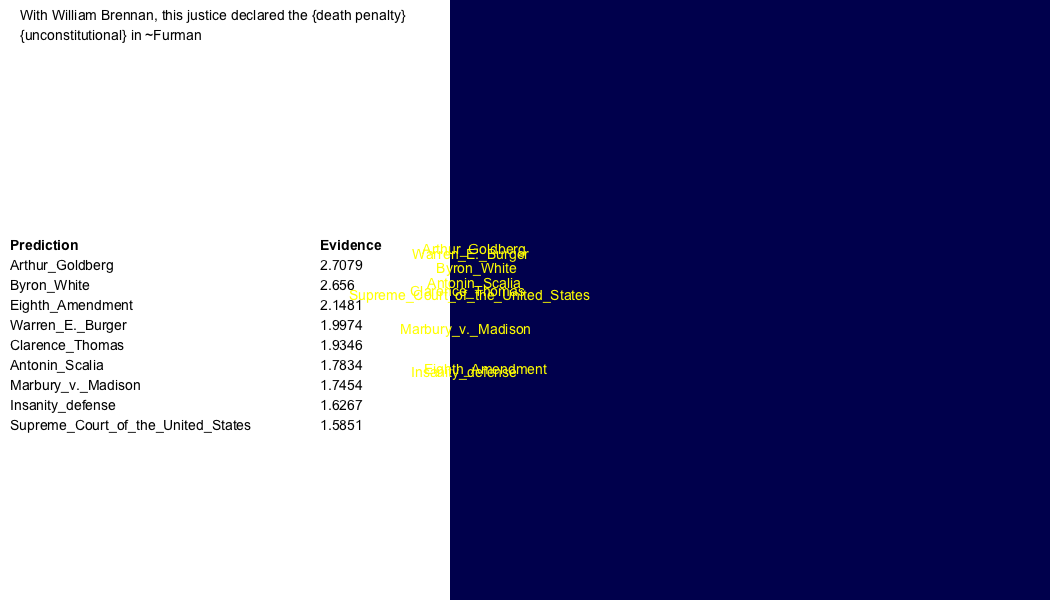 With William Brennan, this justice declared the {death penalty}
{unconstitutional} in ~Furman
Prediction Evidence
Arthur_Goldberg 2.7079
Byron_White 2.656
Eighth_Amendment 2.1481
Warren_E._Burger 1.9974
Clarence_Thomas 1.9346
Antonin_Scalia 1.7834
Marbury_v._Madison 1.7454
Insanity_defense 1.6267
Supreme_Court_of_the_United_States 1.5851
Arthur_Goldberg
Warren_E._Burger
Byron_White
Antonin_Scalia
Clarence_Thomas
Supreme_Court_of_the_United_States
Marbury_v._Madison
Eighth_Amendment
Insanity_defense